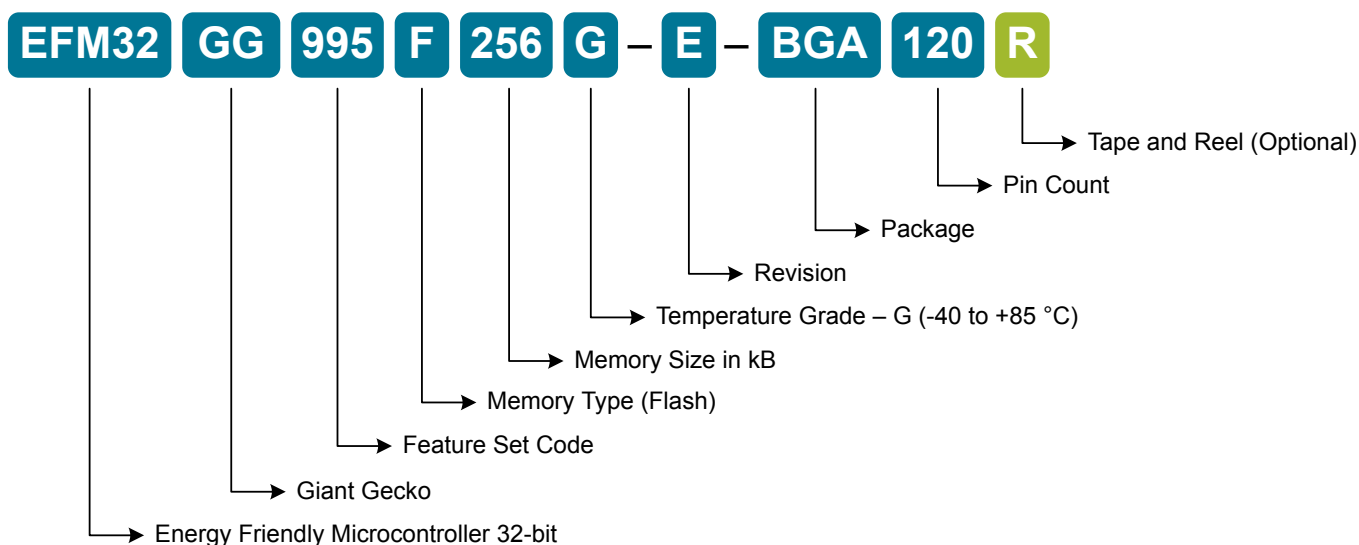 EFM32 GG 995 F 256 G – E – BGA 120 R
Tape and Reel (Optional)
Pin Count
Package
Revision
Temperature Grade – G (-40 to +85 °C)
Memory Size in kB
Memory Type (Flash)
Feature Set Code
Giant Gecko
Energy Friendly Microcontroller 32-bit